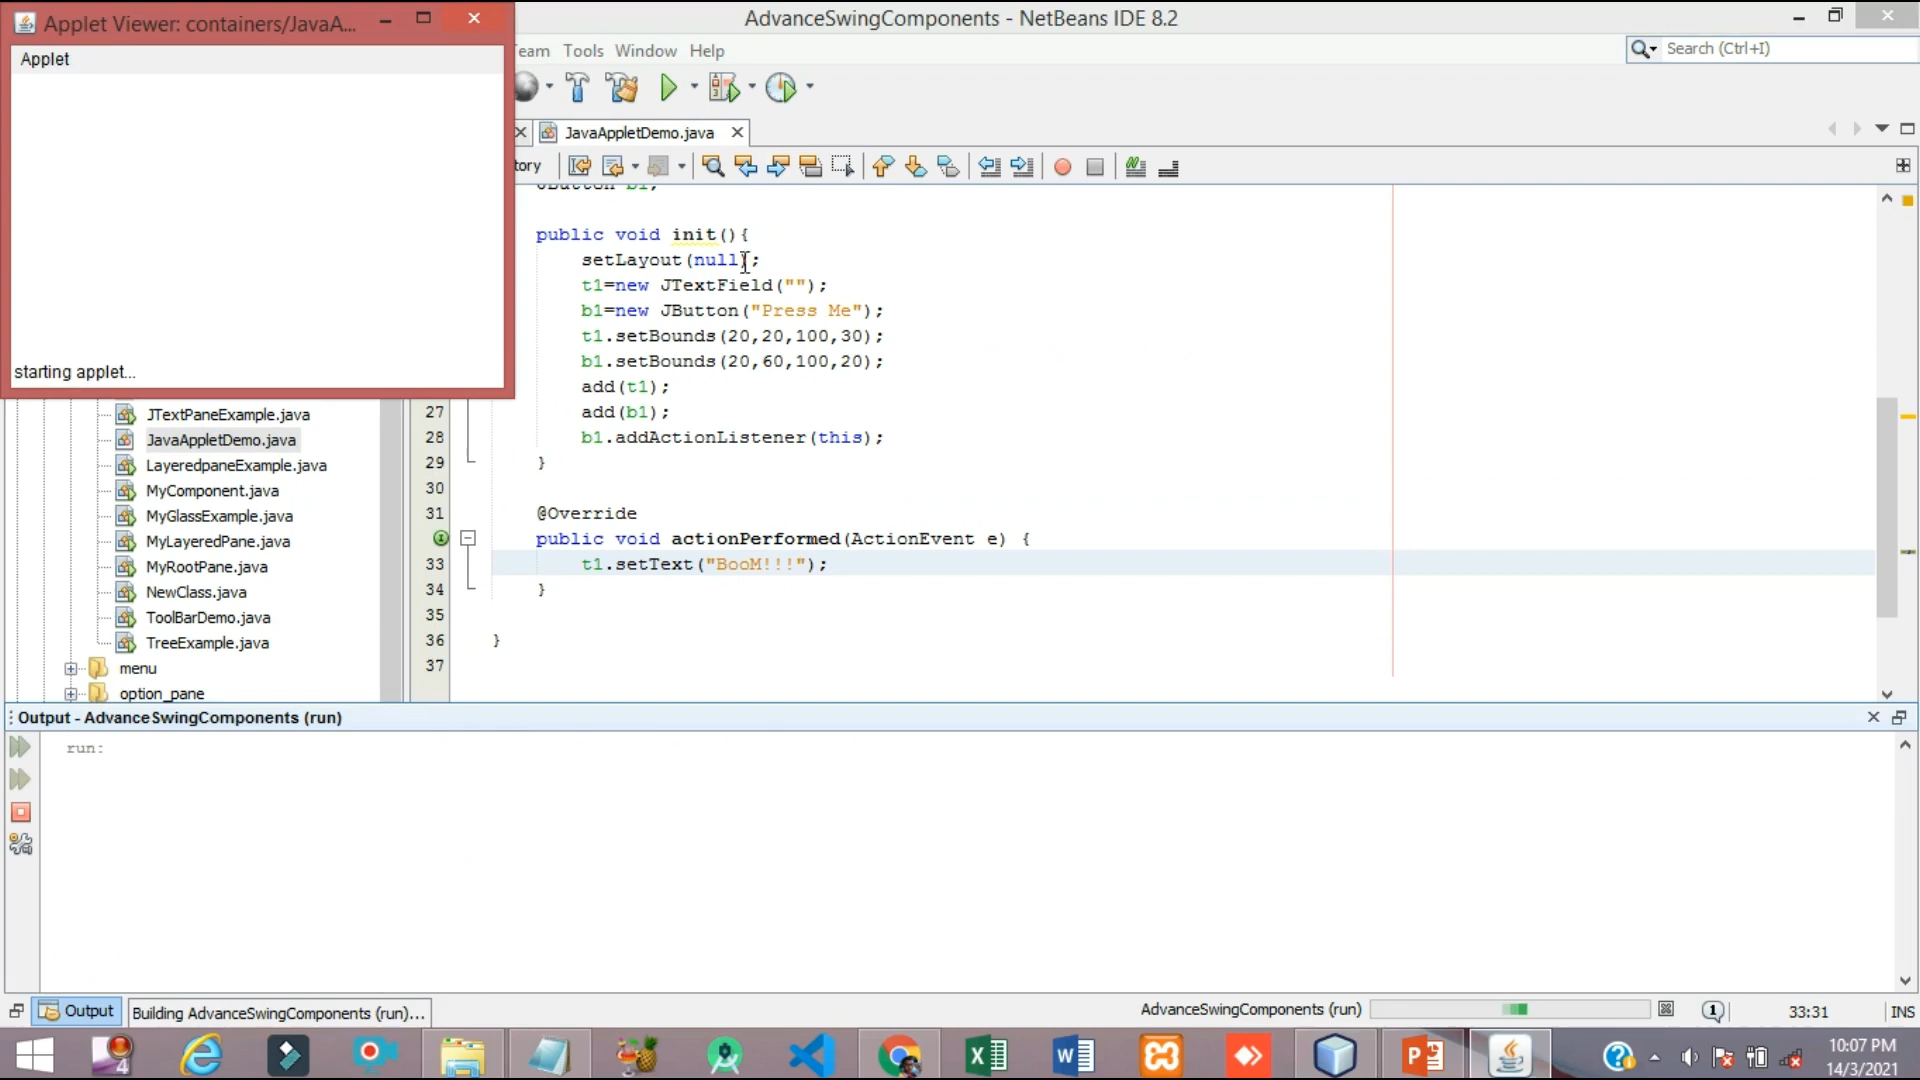 Applet Viewer: containers/JavaA...
AdvanceSwingComponents - NetBeans IDE 8.2
Applet
Team Tools Window Help
Search (Ctrl+I)
JavaAppletDemo.java
tory
JButton b1;
public void init(){
setLayout(null);
t1=new JTextField("");
b1=new JButton("Press Me");
t1.setBounds(20,20,100,30);
b1.setBounds(20,60,100,20);
starting applet...
add(t1);
27 add(b1);
28 b1.addActionListener(this);
29 }
30
31 @Override
public void actionPerformed(ActionEvent e) {
33 t1.setText("BooM!!!");
34 }
35
36 }
37
JTextPaneExample.java
JavaAppletDemo.java
LayeredpaneExample.java
MyComponent.java
MyGlassExample.java
MyLayeredPane.java
MyRootPane.java
NewClass.java
ToolBarDemo.java
TreeExample.java
menu
option_pane
Output - AdvanceSwingComponents (run)
run:
Output
Building AdvanceSwingComponents (run)...
AdvanceSwingComponents (run)
1
33:31
INS
4
10:07 PM
14/3/2021